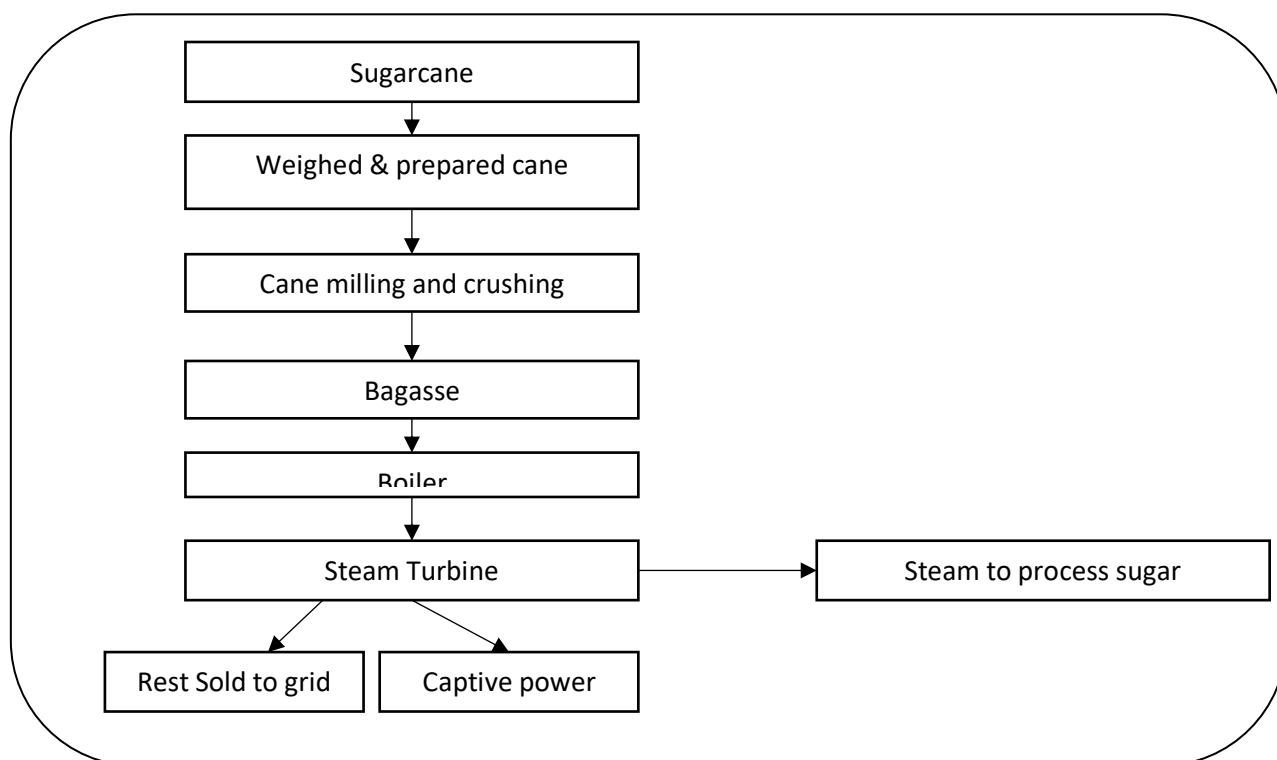 Sugarcane
Weighed & prepared cane
Cane milling and crushing
Bagasse
Boiler
Steam Turbine
Steam to process sugar
Rest Sold to grid
Captive power